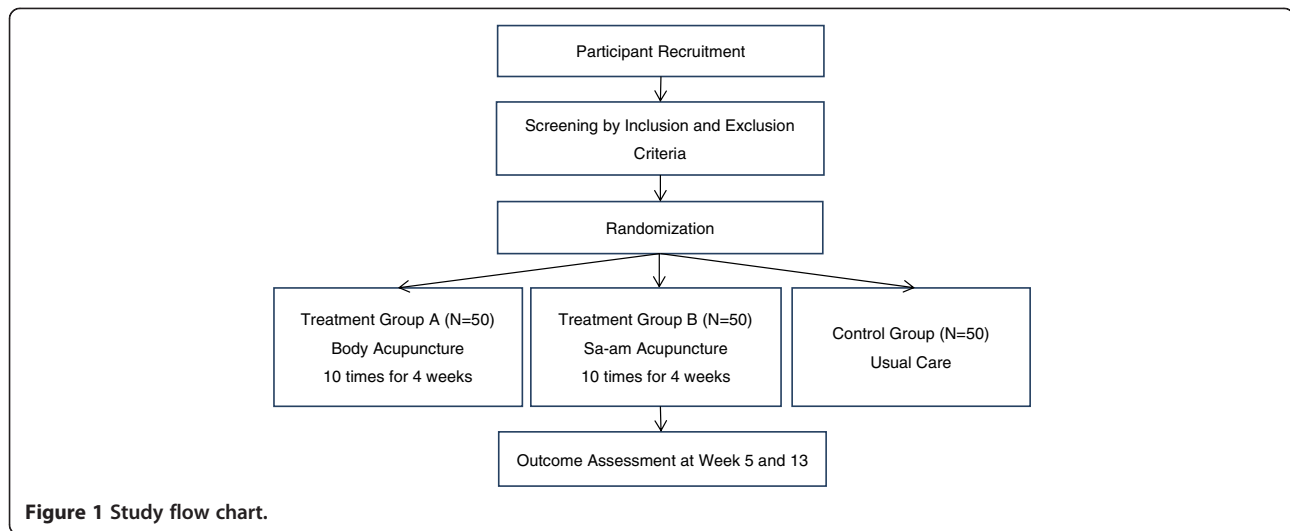 Participant Recruitment
Screening by Inclusion and Exclusion
Criteria
Randomization
Treatment Group A (N=50)
Body Acupuncture
10 times for 4 weeks
Treatment Group B (N=50)
Sa-am Acupuncture
10 times for 4 weeks
Control Group (N=50)
Usual Care
Outcome Assessment at Week 5 and 13
Figure 1 Study flow chart.